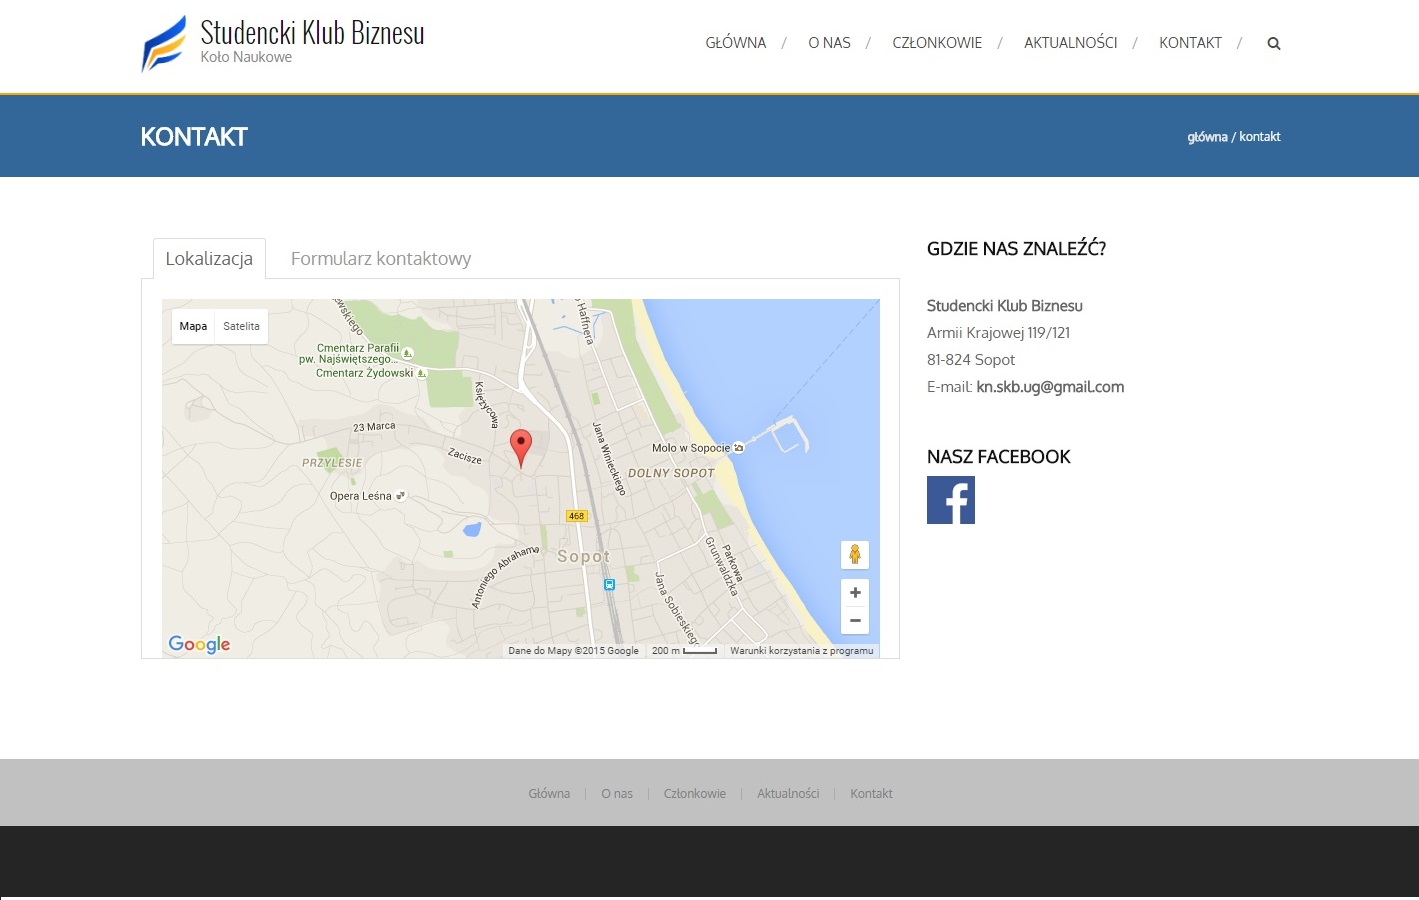 Studencki Klub Biznesu
Koło Naukowe
GŁÓWNA / O NAS / CZŁONKOWIE / AKTUALNOŚCI / KONTAKT /
KONTAKT
główna / kontakt
Lokalizacja
Formularz kontaktowy
Mapa
Satelita
Haffnera
Cmentarz Parafii
pw. Najświętszego...
Cmentarz Żydowski
Księżycowa
23 Marca
Zacisze
PRZYLESIE
Opera Leśna
Jana Winieckiego
Molo w Sopocie
DOLNY SOPOT
468
Sopot
Antoniego Abrahama
Parkowa
Grunwaldzka
Jana Sobieskiego
Google
Dane do Mapy ©2015 Google
200 m
Warunki korzystania z programu
GDZIE NAS ZNALEŹĆ?
Studencki Klub Biznesu
Armii Krajowej 119/121
81-824 Sopot
E-mail: kn.skb.ug@gmail.com
NASZ FACEBOOK
Główna | O nas | Członkowie | Aktualności | Kontakt